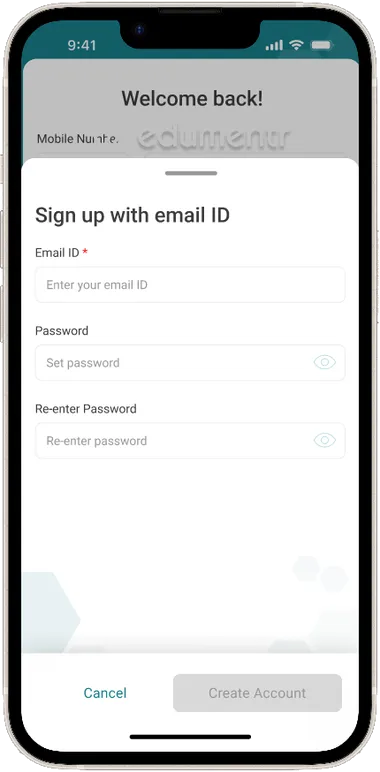 9:41
Welcome back!
Mobile Number
edumentr
Sign up with email ID
Email ID *
Enter your email ID
Password
Set password
Re-enter Password
Re-enter password
Cancel
Create Account